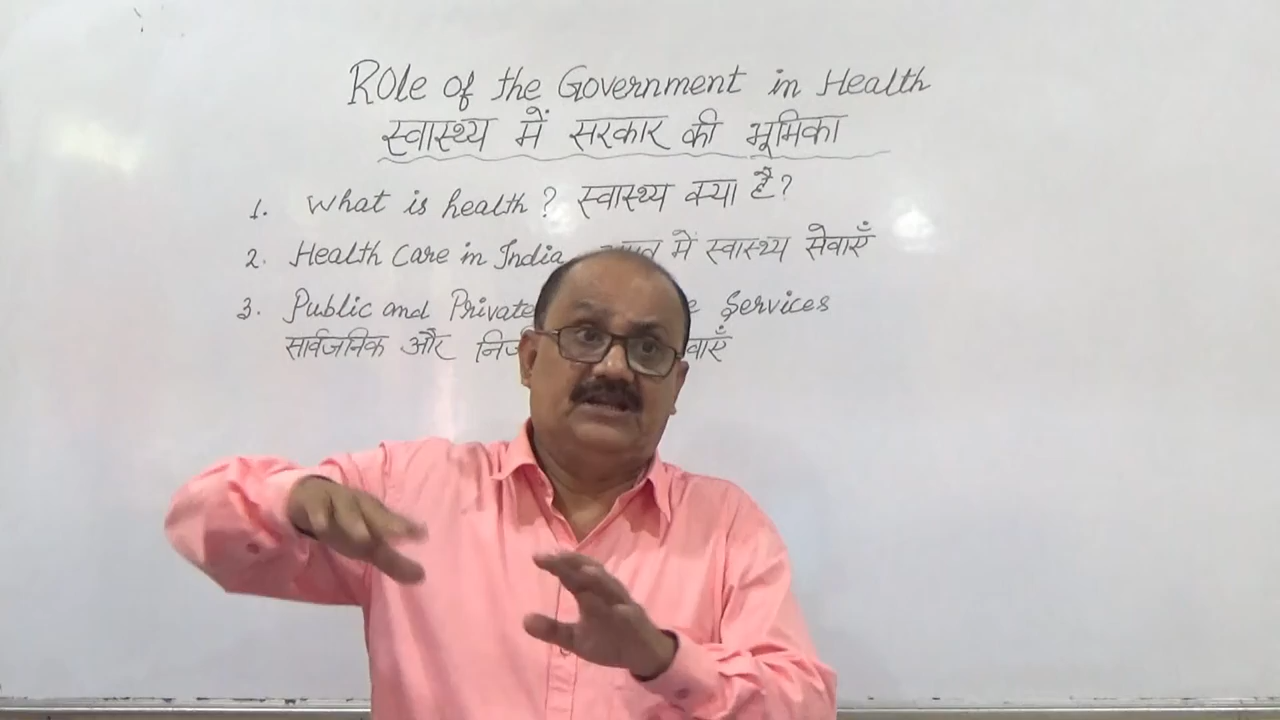 ROle of the Government in Health
स्वास्थ्य में सरकार की भूमिका
1. What is health? स्वास्थ्य क्या है?
2. Health Care in India में स्वास्थ्य सेवाएँ
3. Public and Private Services
सार्वजनिक और